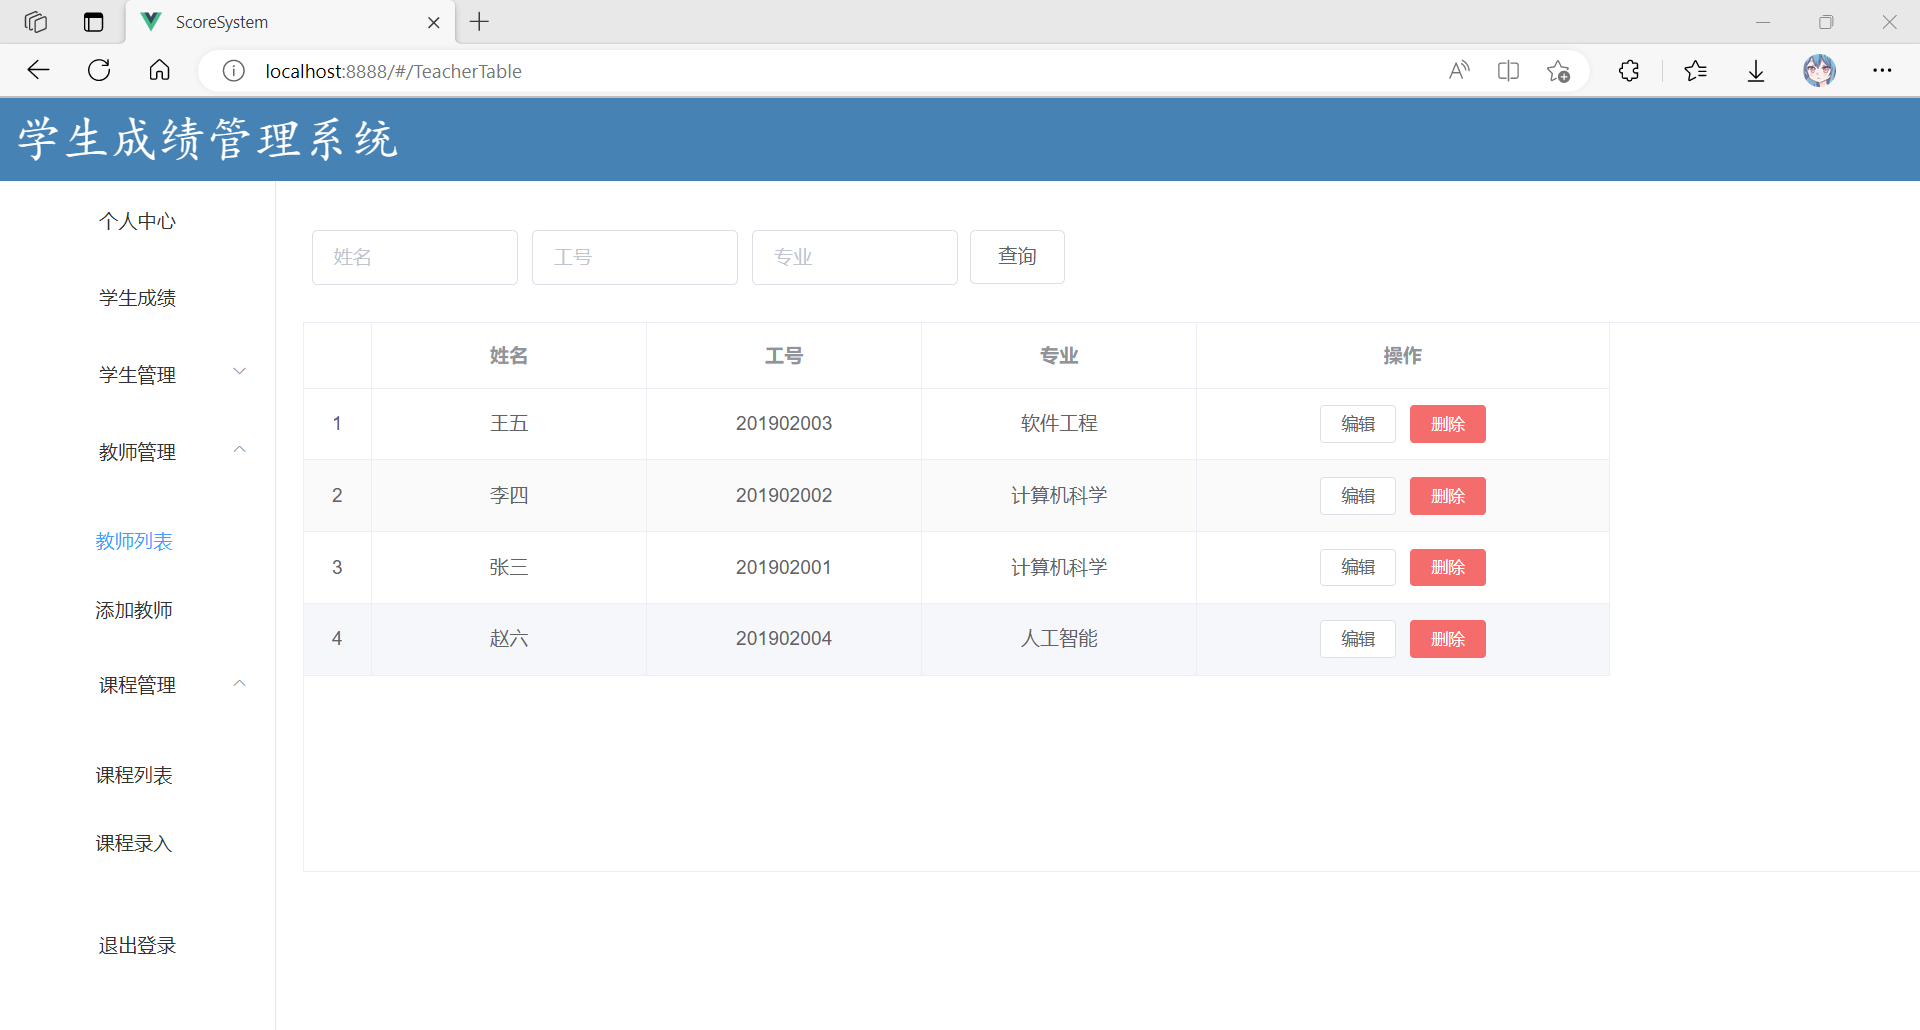 ScoreSystem
localhost:8888/#/TeacherTable
学生成绩管理系统
个人中心
学生成绩
学生管理
教师管理
教师列表
添加教师
课程管理
课程列表
课程录入
退出登录
姓名 工号 专业 查询
姓名 工号 专业 操作
1 王五 201902003 软件工程 编辑 删除
2 李四 201902002 计算机科学 编辑 删除
3 张三 201902001 计算机科学 编辑 删除
4 赵六 201902004 人工智能 编辑 删除